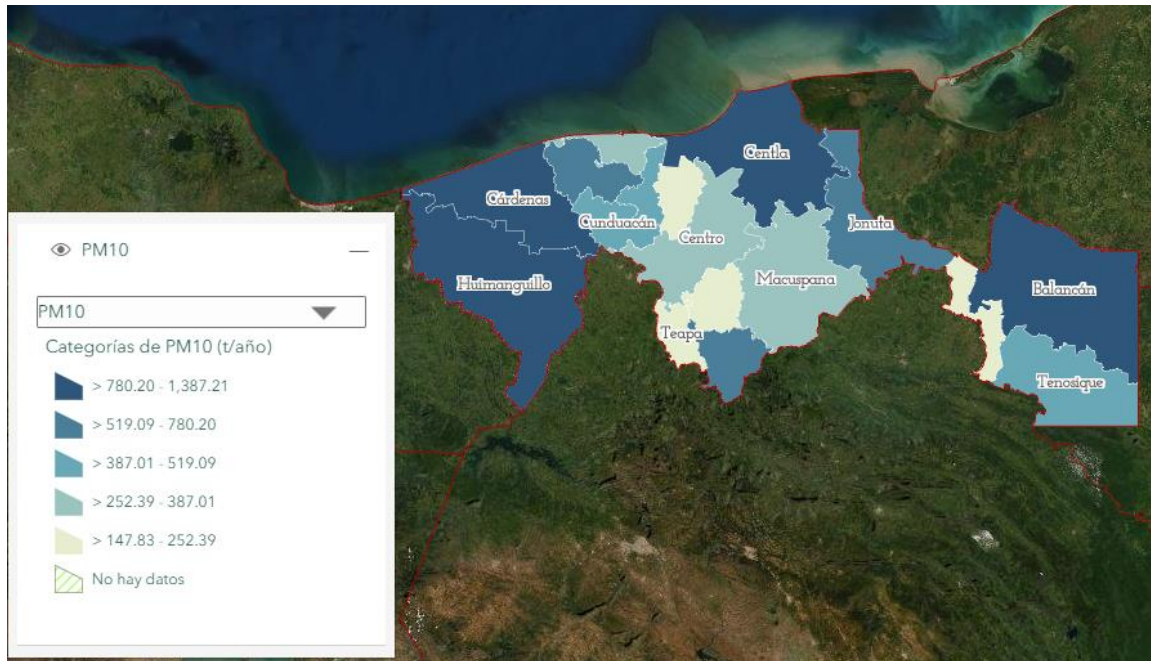 PM10
PM10
Categorías de PM10 (t/año)
> 780.20 - 1,387.21
> 519.09 - 780.20
> 387.01 - 519.09
> 252.39 - 387.01
> 147.83 - 252.39
No hay datos
Centla
Cárdenas
Cunduacán
Jonuta
Centro
Huimanguillo
Macuspana
Balancán
Teapa
Tenosique